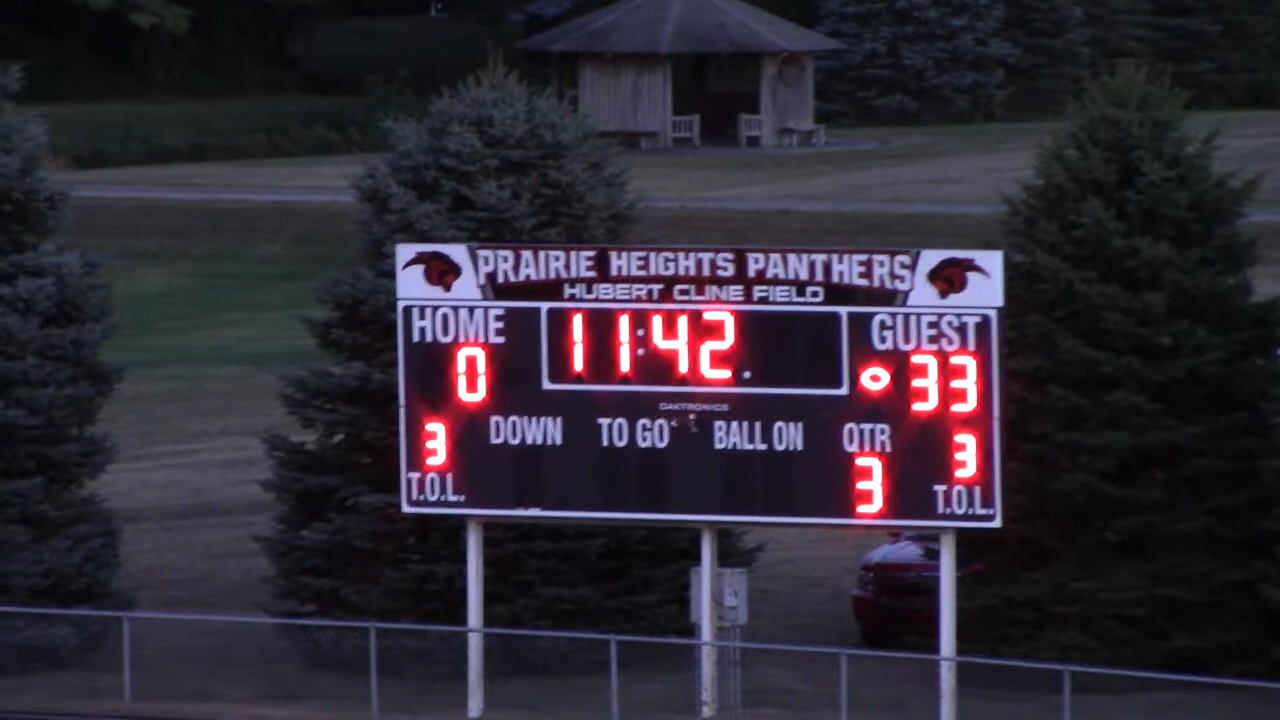 PRAIRIE HEIGHTS PANTHERS
HUBERT CLINE FIELD
HOME 11:42 GUEST
0 33
DAKTRONICS
DOWN TO GO BALL ON QTR
3 3 3
T.O.L. T.O.L.